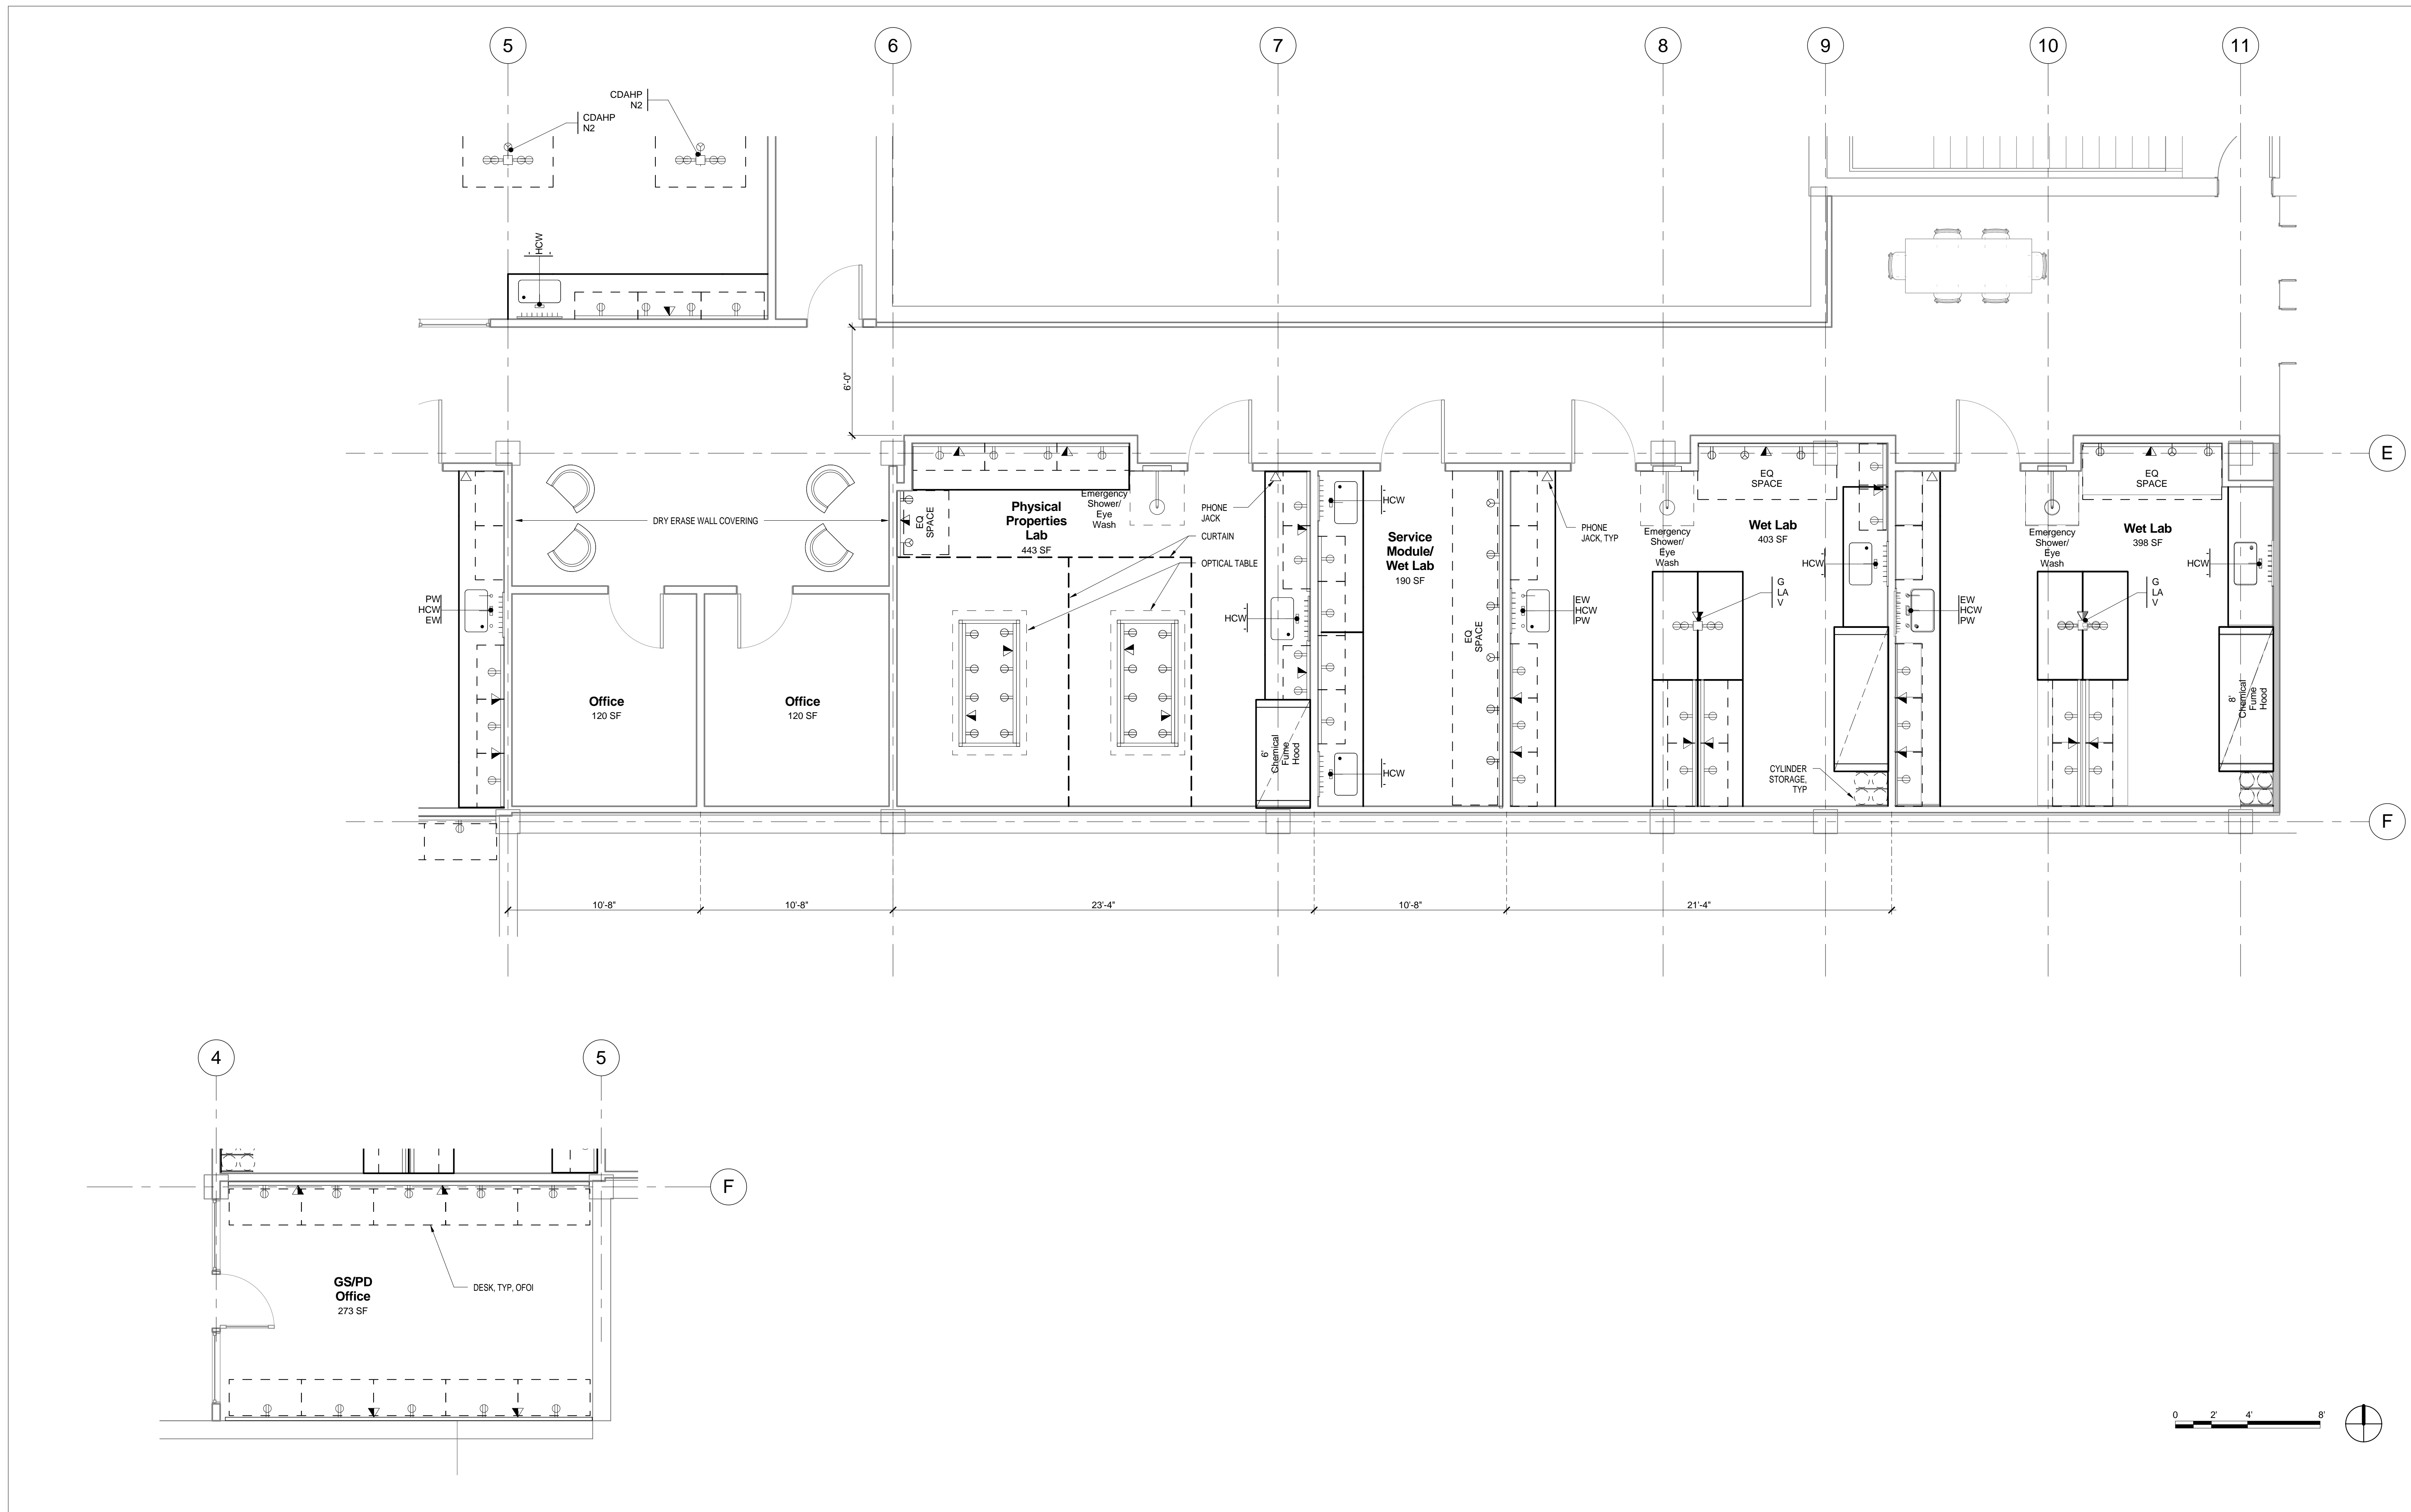 5
6
7
8
9
10
11
CDAHP
N2
CDAHP
N2
- HCW -
6'-0"
E
DRY ERASE WALL COVERING
EQ
SPACE
Physical
Properties
Lab
443 SF
Emergency
Shower/
Eye
Wash
PHONE
JACK
CURTAIN
OPTICAL TABLE
-
HCW
-
-
HCW
-
Service
Module/
Wet Lab
190 SF
EQ
SPACE
PHONE
JACK, TYP
EW
HCW
PW
Emergency
Shower/
Eye
Wash
EQ
SPACE
Wet Lab
403 SF
-
HCW
-
G
LA
V
EW
HCW
PW
Emergency
Shower/
Eye
Wash
EQ
SPACE
Wet Lab
398 SF
-
HCW
-
G
LA
V
PW
HCW
EW
Office
120 SF
Office
120 SF
6'
Chemical
Fume
Hood
-
HCW
-
CYLINDER
STORAGE,
TYP
8'
Chemical
Fume
Hood
F
10'-8"
10'-8"
23'-4"
10'-8"
21'-4"
4
5
F
GS/PD
Office
273 SF
DESK, TYP, OFOI
0
2'
4'
8'